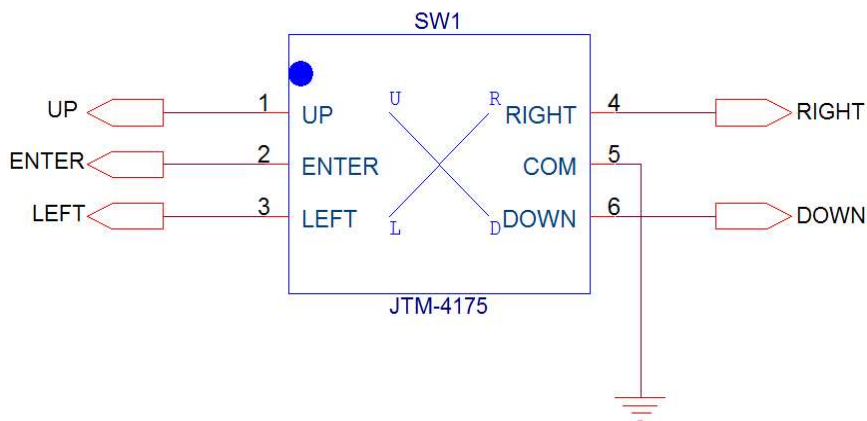 SW1
UP 1 UP U R RIGHT 4 RIGHT
ENTER 2 ENTER COM 5
LEFT 3 LEFT L D DOWN 6 DOWN
JTM-4175